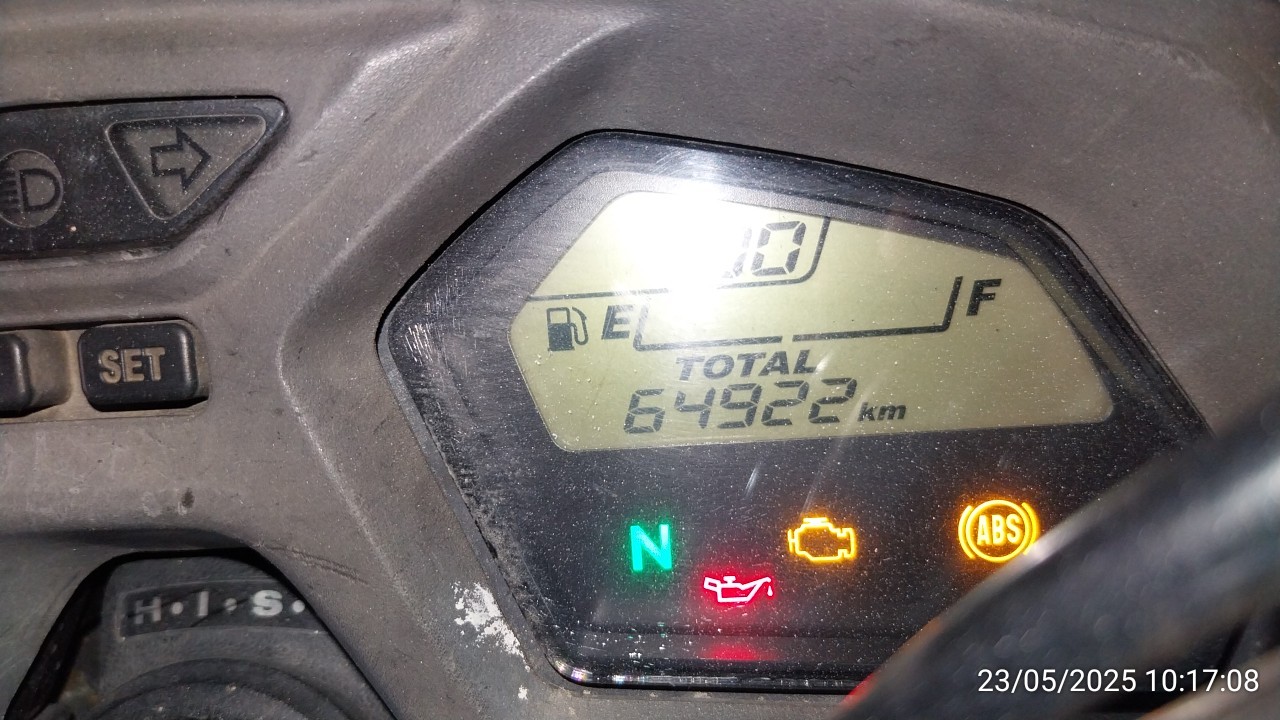 SET
E
F
TOTAL
64922 km
N
ABS
H·I·S·
23/05/2025 10:17:08